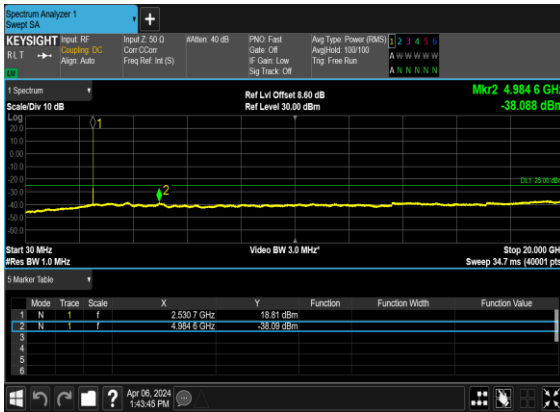 Spectrum Analyzer 1
Swept SA
KEYSIGHT Input: RF Input Z: 50 Ω #Atten: 40 dB PNO: Fast Avg Type: Power (RMS) 1 2 3 4 5 6
RLT Coupling: DC Corr CCorr Gate: Off Avg|Hold: 100/100 A W W W W W
Align: Auto Freq Ref: Int (S) IF Gain: Low Trig: Free Run
Sig Track: Off A N N N N N
1 Spectrum
Ref Lvl Offset 8.60 dB Mkr2 4.984 6 GHz
Scale/Div 10 dB Ref Level 30.00 dBm -38.088 dBm
Log
1
20.0
10.0
0.00
-10.0
-20.0
DL1 -25.00 dBm
-30.0
2
-40.0
-50.0
-60.0
Start 30 MHz Video BW 3.0 MHz* Stop 20.000 GHz
#Res BW 1.0 MHz Sweep 34.7 ms (40001 pts)
5 Marker Table
Mode Trace Scale X Y Function Function Width Function Value
1 N 1 f 2.530 7 GHz 18.81 dBm
2 N 1 f 4.984 6 GHz -38.09 dBm
3
4
5
6
Apr 06, 2024
1:43:45 PM